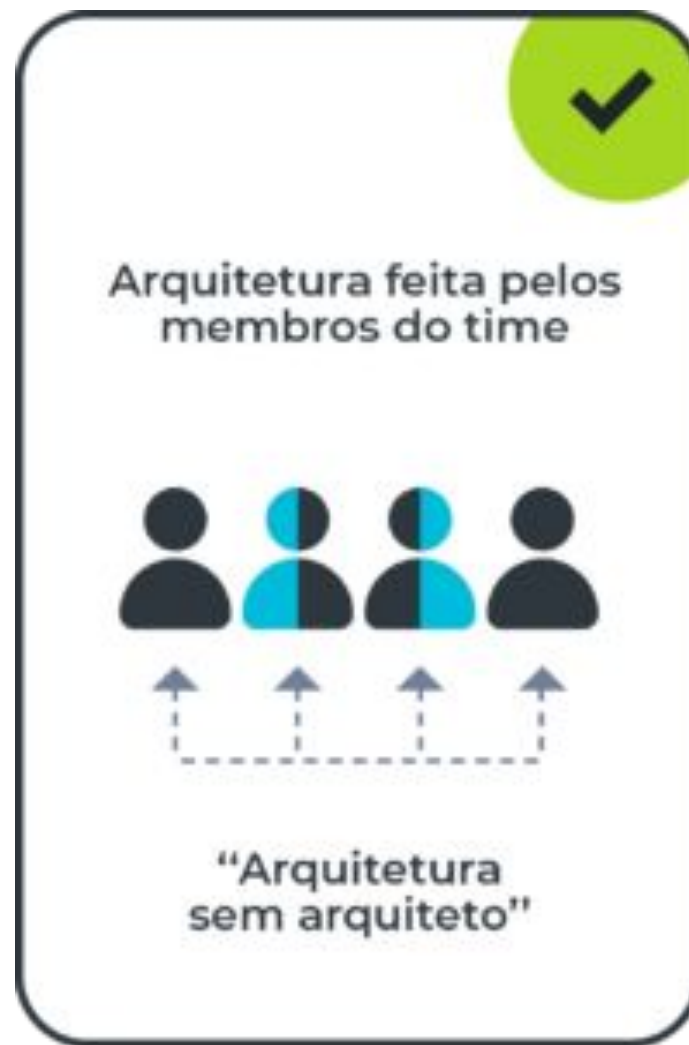 Arquitetura feita pelos
membros do time
“Arquitetura
sem arquiteto”